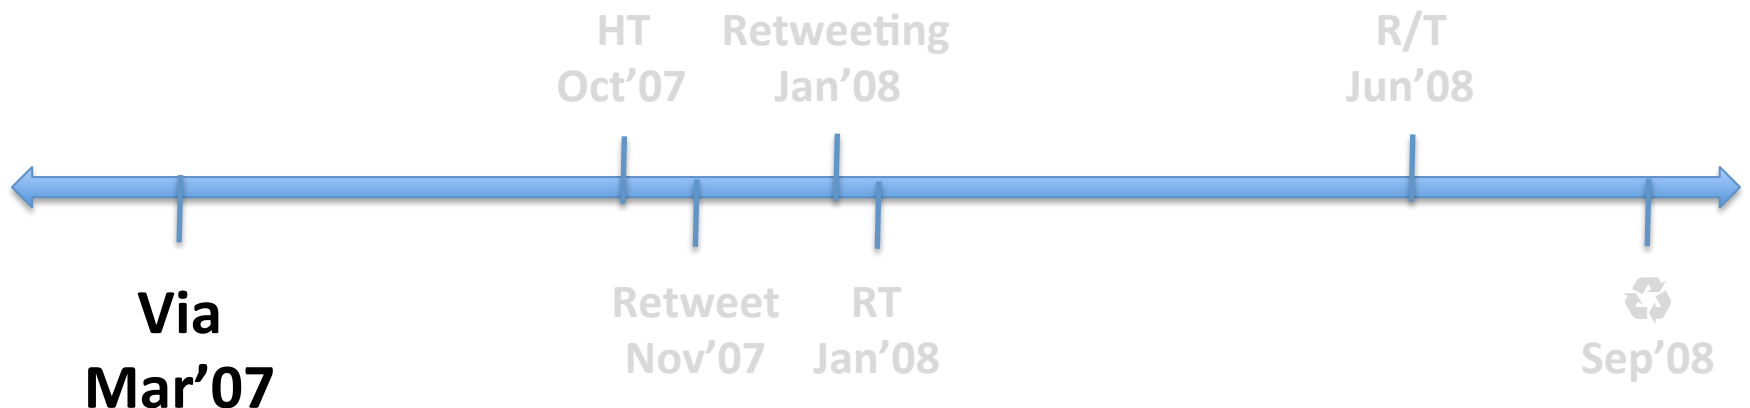 HT
Oct’07
Retweeting
Jan’08
R/T
Jun’08
Via
Mar’07
Retweet
Nov’07
RT
Jan’08
♻
Sep’08